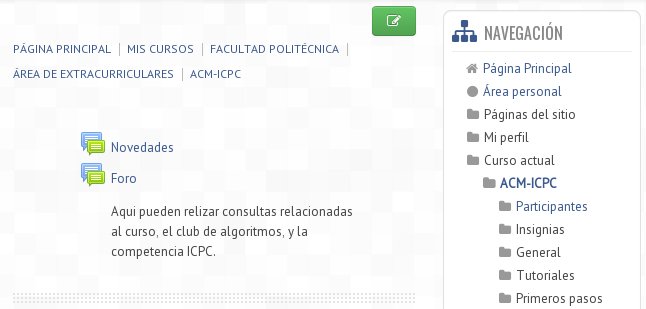 PÁGINA PRINCIPAL | MIS CURSOS | FACULTAD POLITÉCNICA |
ÁREA DE EXTRACURRICULARES | ACM-ICPC
Novedades
Foro
Aqui pueden relizar consultas relacionadas
al curso, el club de algoritmos, y la
competencia ICPC.
NAVEGACIÓN
Página Principal
Área personal
Páginas del sitio
Mi perfil
Curso actual
ACM-ICPC
Participantes
Insignias
General
Tutoriales
Primeros pasos